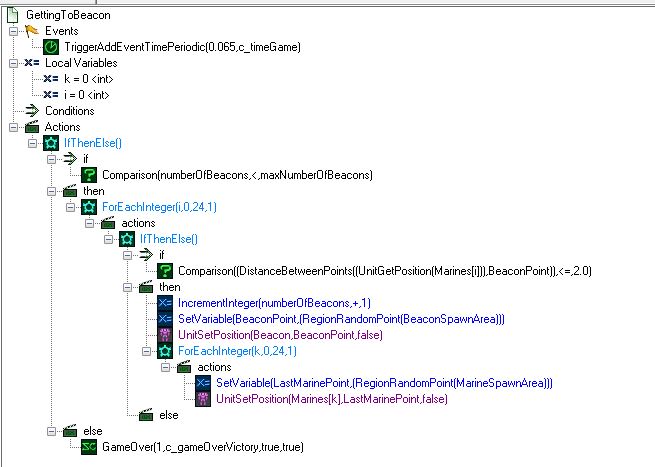 GettingToBeacon
Events
TriggerAddEventTimePeriodic(0.065,c_timeGame)
Local Variables
k = 0 <int>
i = 0 <int>
Conditions
Actions
IfThenElse()
if
Comparison(numberOfBeacons,<,maxNumberOfBeacons)
then
ForEachInteger(i,0,24,1)
actions
IfThenElse()
if
Comparison((DistanceBetweenPoints((UnitGetPosition(Marines[i])),BeaconPoint)),<=,2.0)
then
IncrementInteger(numberOfBeacons,+,1)
SetVariable(BeaconPoint,(RegionRandomPoint(BeaconSpawnArea)))
UnitSetPosition(Beacon,BeaconPoint,false)
ForEachInteger(k,0,24,1)
actions
SetVariable(LastMarinePoint,(RegionRandomPoint(MarineSpawnArea)))
UnitSetPosition(Marines[k],LastMarinePoint,false)
else
else
GameOver(1,c_gameOverVictory,true,true)